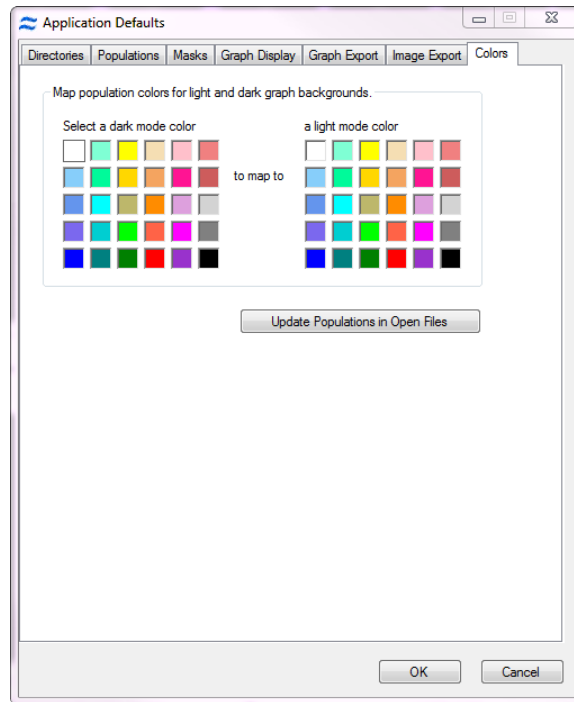 Application Defaults
Directories Populations Masks Graph Display Graph Export Image Export Colors
Map population colors for light and dark graph backgrounds.
Select a dark mode color a light mode color
to map to
Update Populations in Open Files
OK Cancel